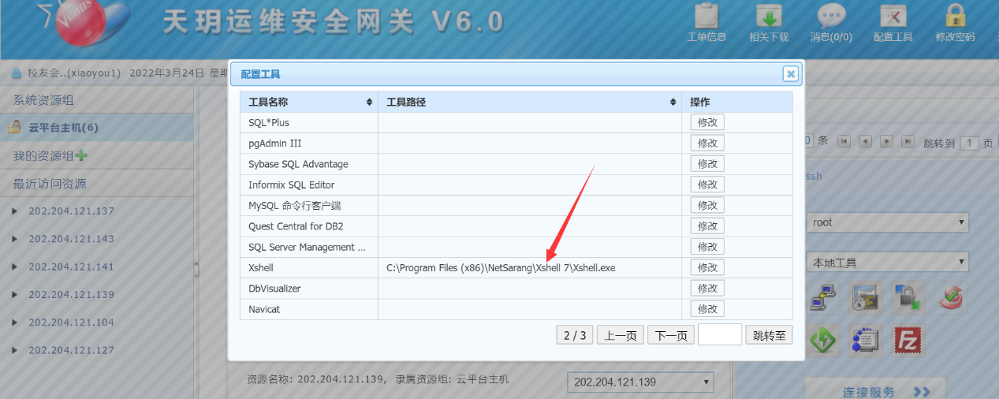 Venus
天玥运维安全网关 V6.0
工单信息 相关下载 消息(0/0) 配置工具 修改密码
校友会..(xiaoyou1) 2022年3月24日 星期
系统资源组
云平台主机(6)
我的资源组
最近访问资源
202.204.121.137
202.204.121.143
202.204.121.141
202.204.121.139
202.204.121.104
202.204.121.127
配置工具
工具名称 工具路径 操作
SQL*Plus 修改
pgAdmin III 修改
Sybase SQL Advantage 修改
Informix SQL Editor 修改
MySQL 命令行客户端 修改
Quest Central for DB2 修改
SQL Server Management ... 修改
Xshell C:\Program Files (x86)\NetSarang\Xshell 7\Xshell.exe 修改
DbVisualizer 修改
Navicat 修改
2 / 3 上一页 下一页 跳转至
0 条 跳转到 1 页
ssh
root
本地工具
Fz
连接服务
资源名称: 202.204.121.139, 隶属资源组: 云平台主机 202.204.121.139